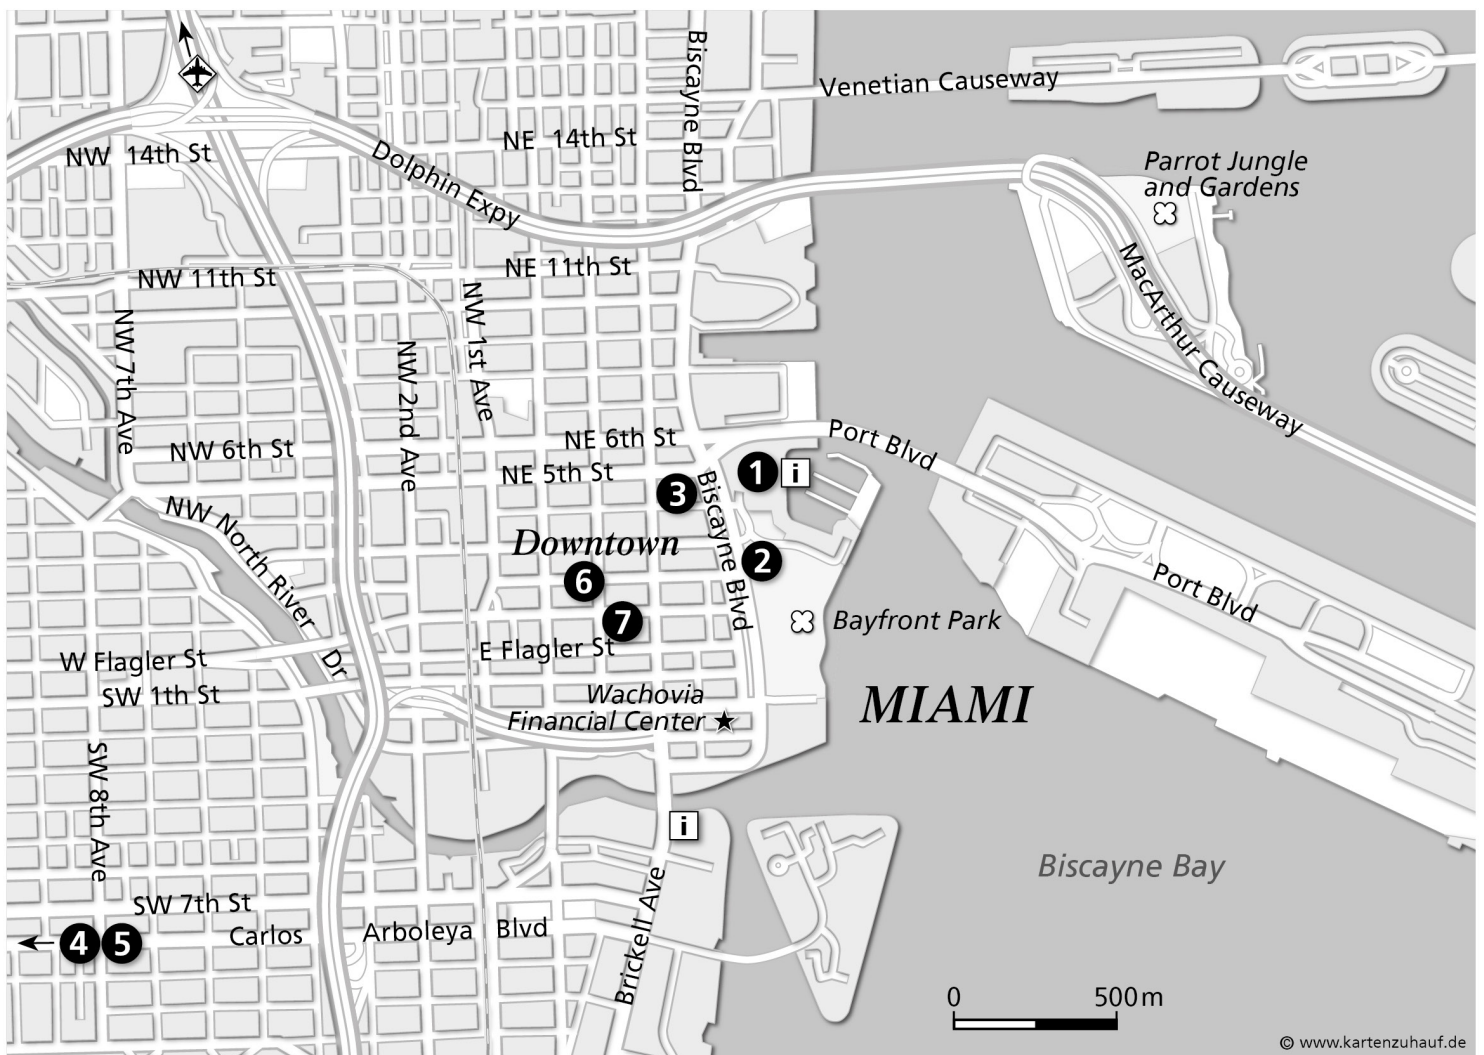 Biscayne Blvd
Venetian Causeway
NE 14th St
NW 14th St
Dolphin Expy
Parrot Jungle
and Gardens
NE 11th St
NW 11th St
MacArthur Causeway
NW 7th Ave
NW 1st Ave
NW 2nd Ave
NE 6th St
Port Blvd
NW 6th St
NE 5th St
1
i
3
Biscayne Blvd
NW North River
Dr
Downtown
2
6
Port Blvd
7
Bayfront Park
E Flagler St
W Flagler St
SW 1th St
Wachovia
Financial Center
MIAMI
SW 8th Ave
i
Biscayne Bay
Brickell Ave
SW 7th St
4 5
Carlos Arboleya Blvd
0 500 m
© www.kartenzuhauf.de